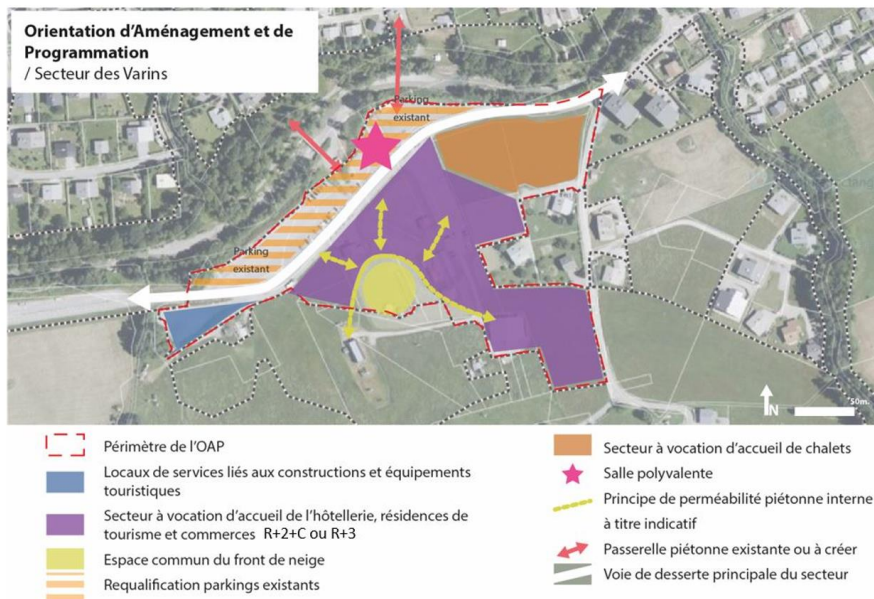 Orientation d’Aménagement et de
Programmation
/ Secteur des Varins
Parking
existant
Parking
existant
N
50m.
Périmètre de l’OAP
Locaux de services liés aux constructions et équipements
touristiques
Secteur à vocation d’accueil de l’hôtellerie, résidences de
tourisme et commerces R+2+C ou R+3
Espace commun du front de neige
Requalification parkings existants
Secteur à vocation d’accueil de chalets
Salle polyvalente
Principe de perméabilité piétonne interne
à titre indicatif
Passerelle piétonne existante ou à créer
Voie de desserte principale du secteur